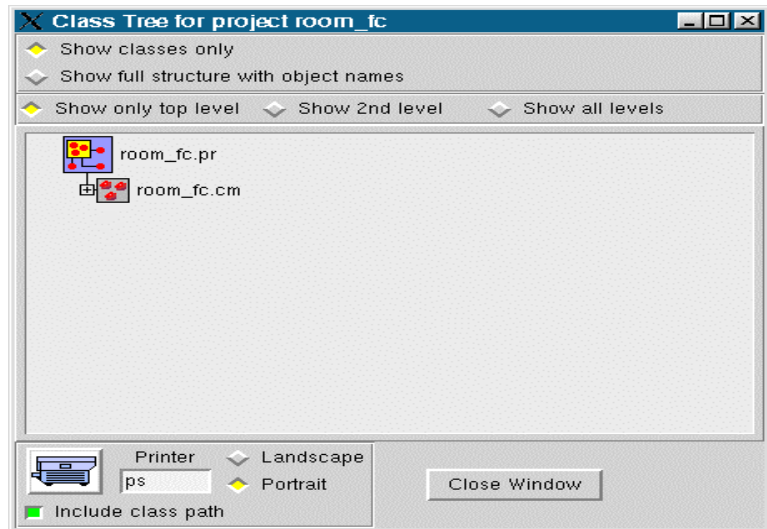 Class Tree for project room_fc
Show classes only
Show full structure with object names
Show only top level Show 2nd level Show all levels
room_fc.pr
room_fc.cm
Printer Landscape
ps Portrait Close Window
Include class path